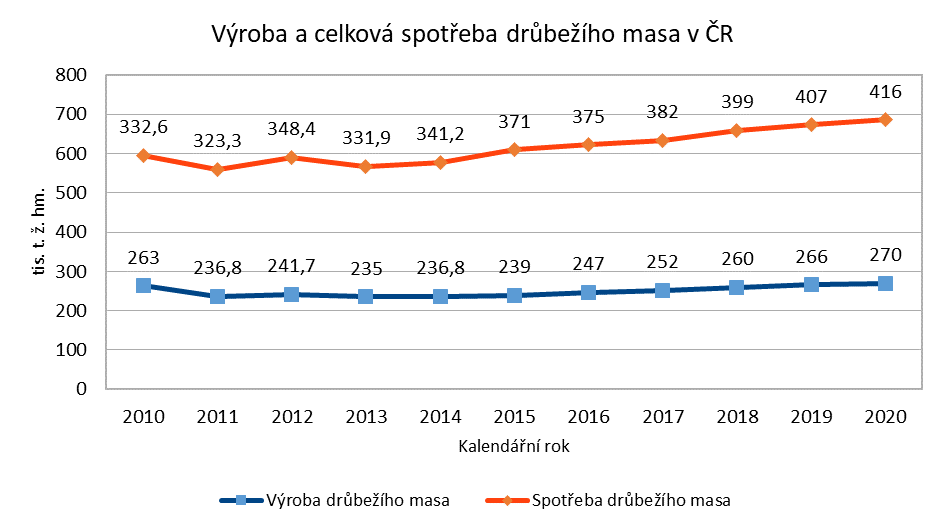 Výroba a celková spotřeba drůbežího masa v ČR
tis. t. ž. hm.
800
700
600
500
400
300
200
100
0
332,6 323,3 348,4 331,9 341,2 371 375 382 399 407 416
263 236,8 241,7 235 236,8 239 247 252 260 266 270
2010 2011 2012 2013 2014 2015 2016 2017 2018 2019 2020
Kalendářní rok
Výroba drůbežího masa Spotřeba drůbežího masa